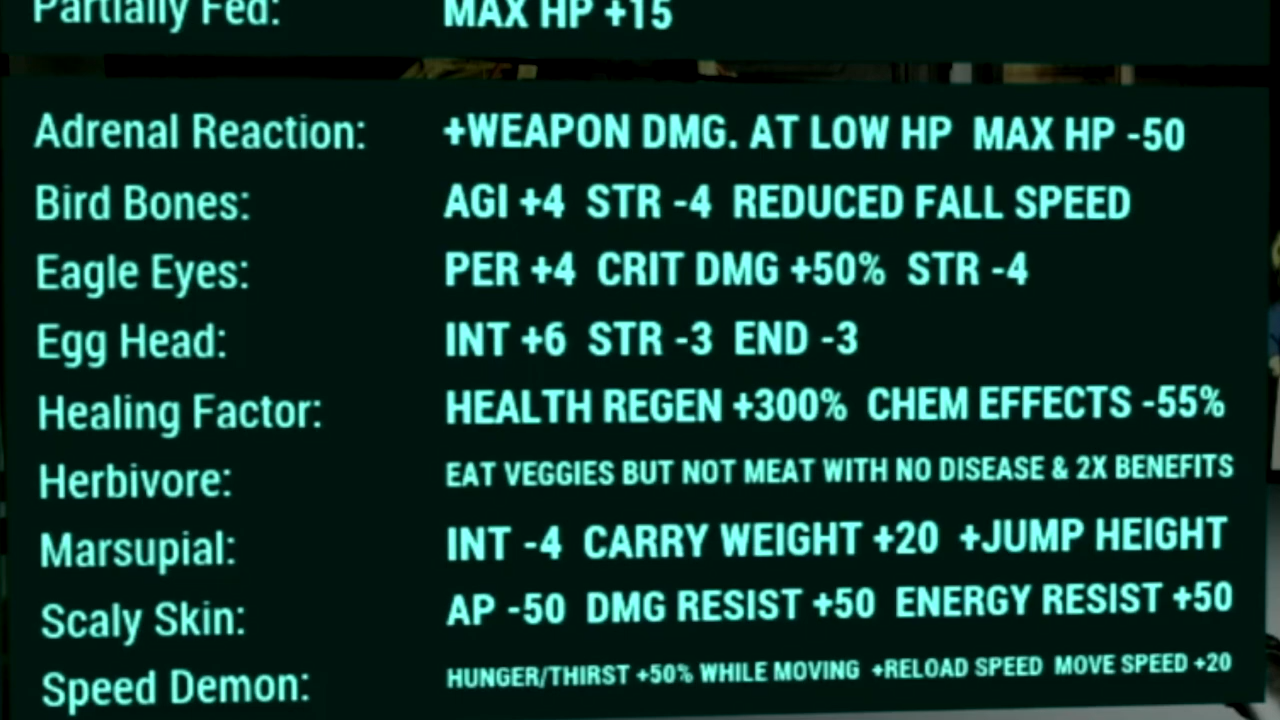 Partially Fed: MAX HP +15
Adrenal Reaction: +WEAPON DMG. AT LOW HP MAX HP -50
Bird Bones: AGI +4 STR -4 REDUCED FALL SPEED
Eagle Eyes: PER +4 CRIT DMG +50% STR -4
Egg Head: INT +6 STR -3 END -3
Healing Factor: HEALTH REGEN +300% CHEM EFFECTS -55%
Herbivore: EAT VEGGIES BUT NOT MEAT WITH NO DISEASE & 2X BENEFITS
Marsupial: INT -4 CARRY WEIGHT +20 +JUMP HEIGHT
Scaly Skin: AP -50 DMG RESIST +50 ENERGY RESIST +50
Speed Demon: HUNGER/THIRST +50% WHILE MOVING +RELOAD SPEED MOVE SPEED +20